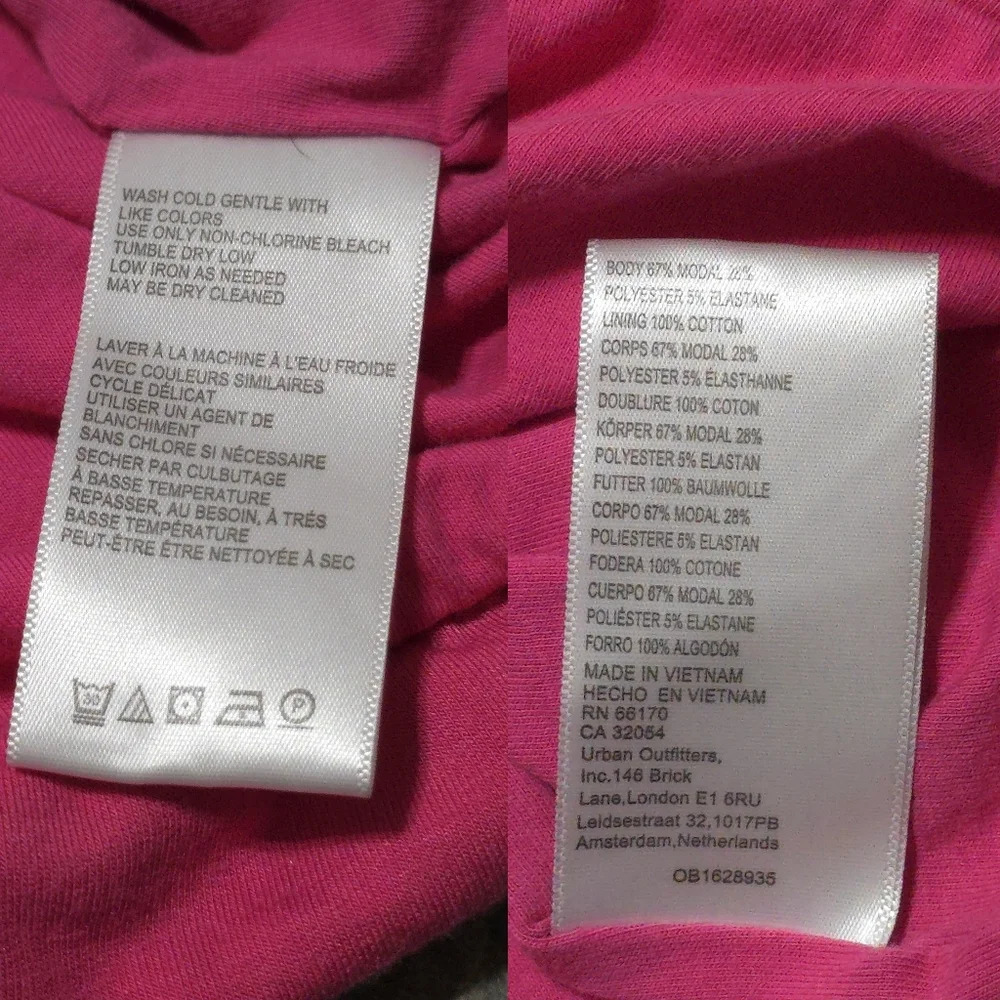 WASH COLD GENTLE WITH
LIKE COLORS
USE ONLY NON-CHLORINE BLEACH
TUMBLE DRY LOW
LOW IRON AS NEEDED
MAY BE DRY CLEANED
LAVER À LA MACHINE À L'EAU FROIDE
AVEC COULEURS SIMILAIRES
CYCLE DÉLICAT
UTILISER UN AGENT DE
BLANCHIMENT
SANS CHLORE SI NÉCESSAIRE
SECHER PAR CULBUTAGE
À BASSE TEMPERATURE
REPASSER, AU BESOIN, À TRÉS
BASSE TEMPÉRATURE
PEUT-ÊTRE ÊTRE NETTOYÉE À SEC
30
P
BODY 67% MODAL 28%
POLYESTER 5% ELASTANE
LINING 100% COTTON
CORPS 67% MODAL 28%
POLYESTER 5% ÉLASTHANNE
DOUBLURE 100% COTON
KÖRPER 67% MODAL 28%
POLYESTER 5% ELASTAN
FUTTER 100% BAUMWOLLE
CORPO 67% MODAL 28%
POLIESTERE 5% ELASTAN
FODERA 100% COTONE
CUERPO 67% MODAL 28%
POLIÉSTER 5% ELASTANE
FORRO 100% ALGODÓN
MADE IN VIETNAM
HECHO EN VIETNAM
RN 66170
CA 32054
Urban Outfitters,
Inc.146 Brick
Lane,London E1 6RU
Leidsestraat 32,1017PB
Amsterdam,Netherlands
OB1628935